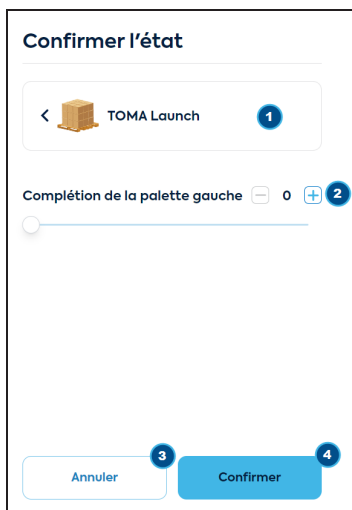 Confirmer l'état
TOMA Launch 1
Complétion de la palette gauche 0 2
3
4
Annuler Confirmer